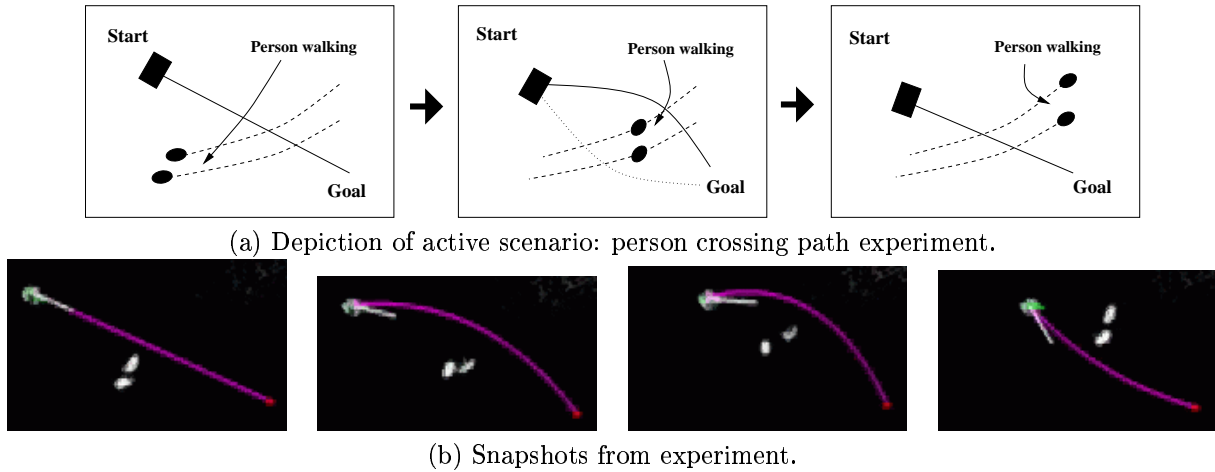 Start
Person walking
Goal
Start
Person walking
Goal
Start
Person walking
Goal
(a) Depiction of active scenario: person crossing path experiment.
(b) Snapshots from experiment.